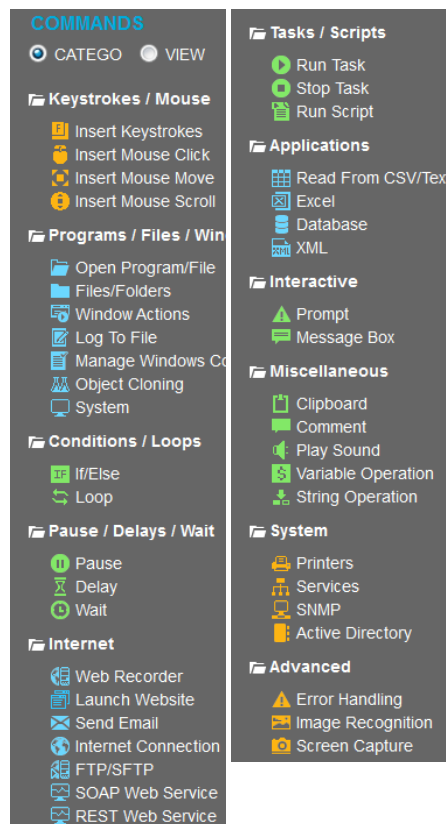 COMMANDS
CATEGO VIEW
Keystrokes / Mouse
Insert Keystrokes
Insert Mouse Click
Insert Mouse Move
Insert Mouse Scroll
Programs / Files / Win
Open Program/File
Files/Folders
Window Actions
Log To File
Manage Windows Co
Object Cloning
System
Conditions / Loops
IF If/Else
Loop
Pause / Delays / Wait
Pause
Delay
Wait
Internet
Web Recorder
Launch Website
Send Email
Internet Connection
FTP/SFTP
SOAP Web Service
REST Web Service
Tasks / Scripts
Run Task
Stop Task
Run Script
Applications
Read From CSV/Tex
Excel
Database
XML
Interactive
Prompt
Message Box
Miscellaneous
Clipboard
Comment
Play Sound
$ Variable Operation
String Operation
System
Printers
Services
SNMP
Active Directory
Advanced
Error Handling
Image Recognition
Screen Capture